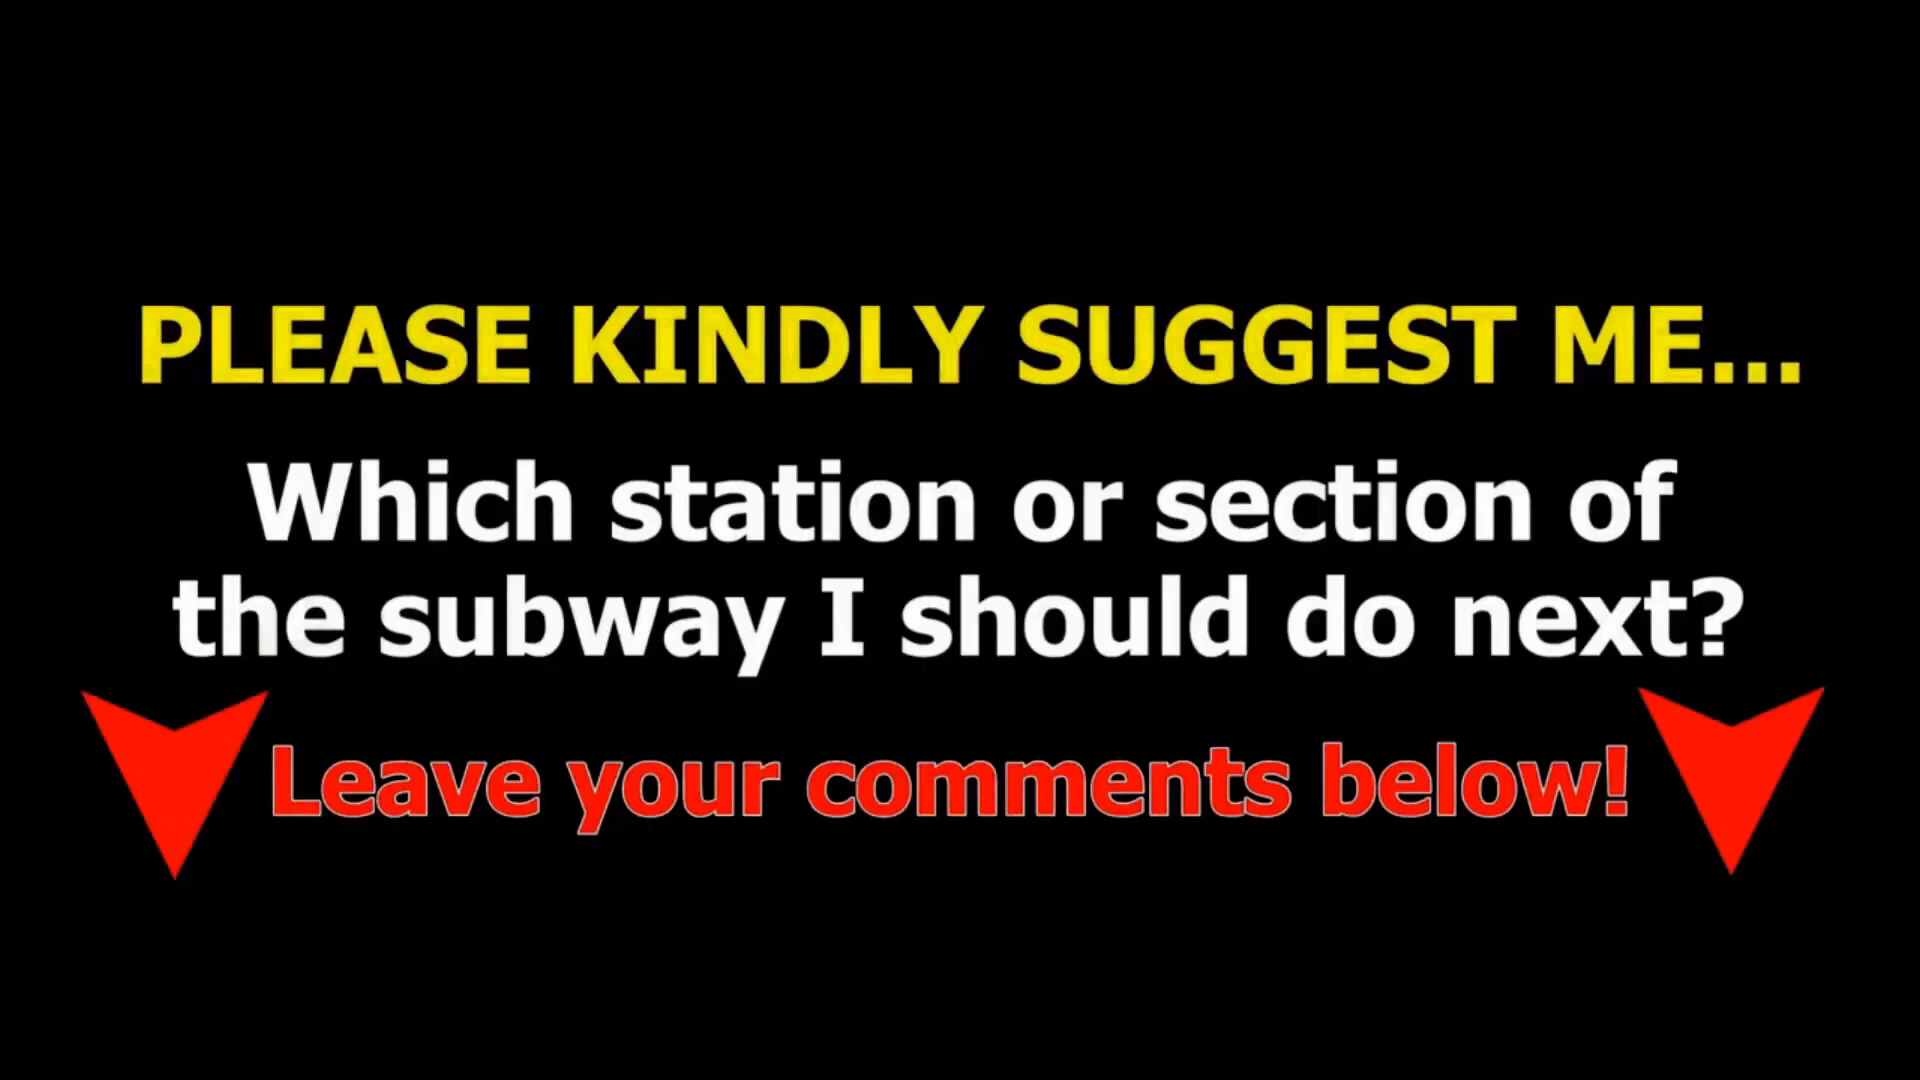 PLEASE KINDLY SUGGEST ME...
Which station or section of
the subway I should do next?
Leave your comments below!